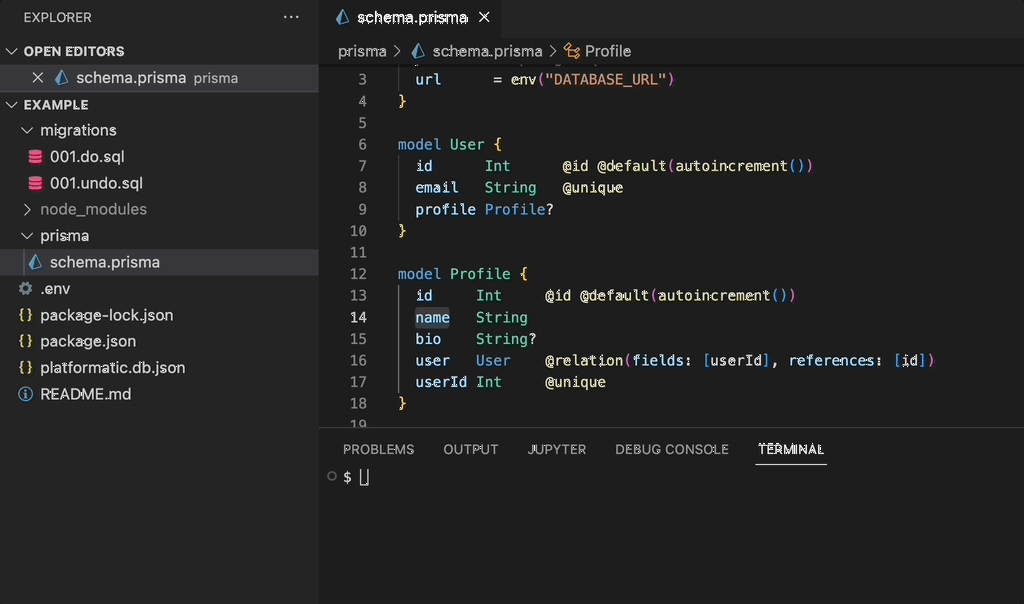 EXPLORER
OPEN EDITORS
schema.prisma prisma
EXAMPLE
migrations
001.do.sql
001.undo.sql
node_modules
prisma
schema.prisma
.env
package-lock.json
package.json
platformatic.db.json
README.md
schema.prisma
prisma > schema.prisma > Profile
3 url = env("DATABASE_URL")
4 }
5
6 model User {
7 id Int @id @default(autoincrement())
8 email String @unique
9 profile Profile?
10 }
11
12 model Profile {
13 id Int @id @default(autoincrement())
14 name String
15 bio String?
16 user User @relation(fields: [userId], references: [id])
17 userId Int @unique
18 }
19
PROBLEMS OUTPUT JUPYTER DEBUG CONSOLE TERMINAL
$